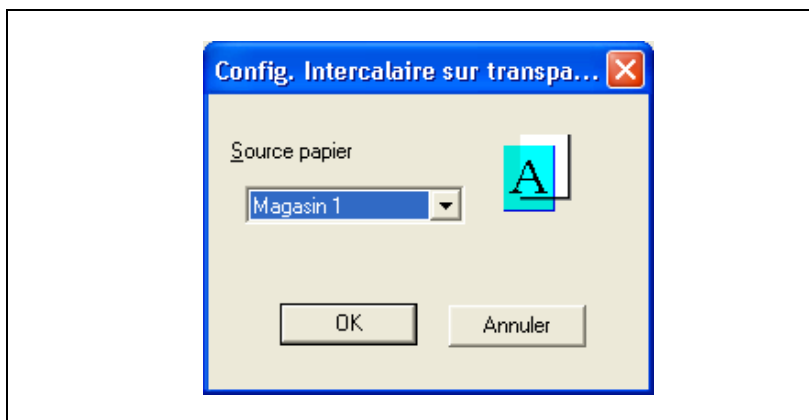 Config. Intercalaire sur transpa...
Source papier
A
Magasin 1
OK
Annuler